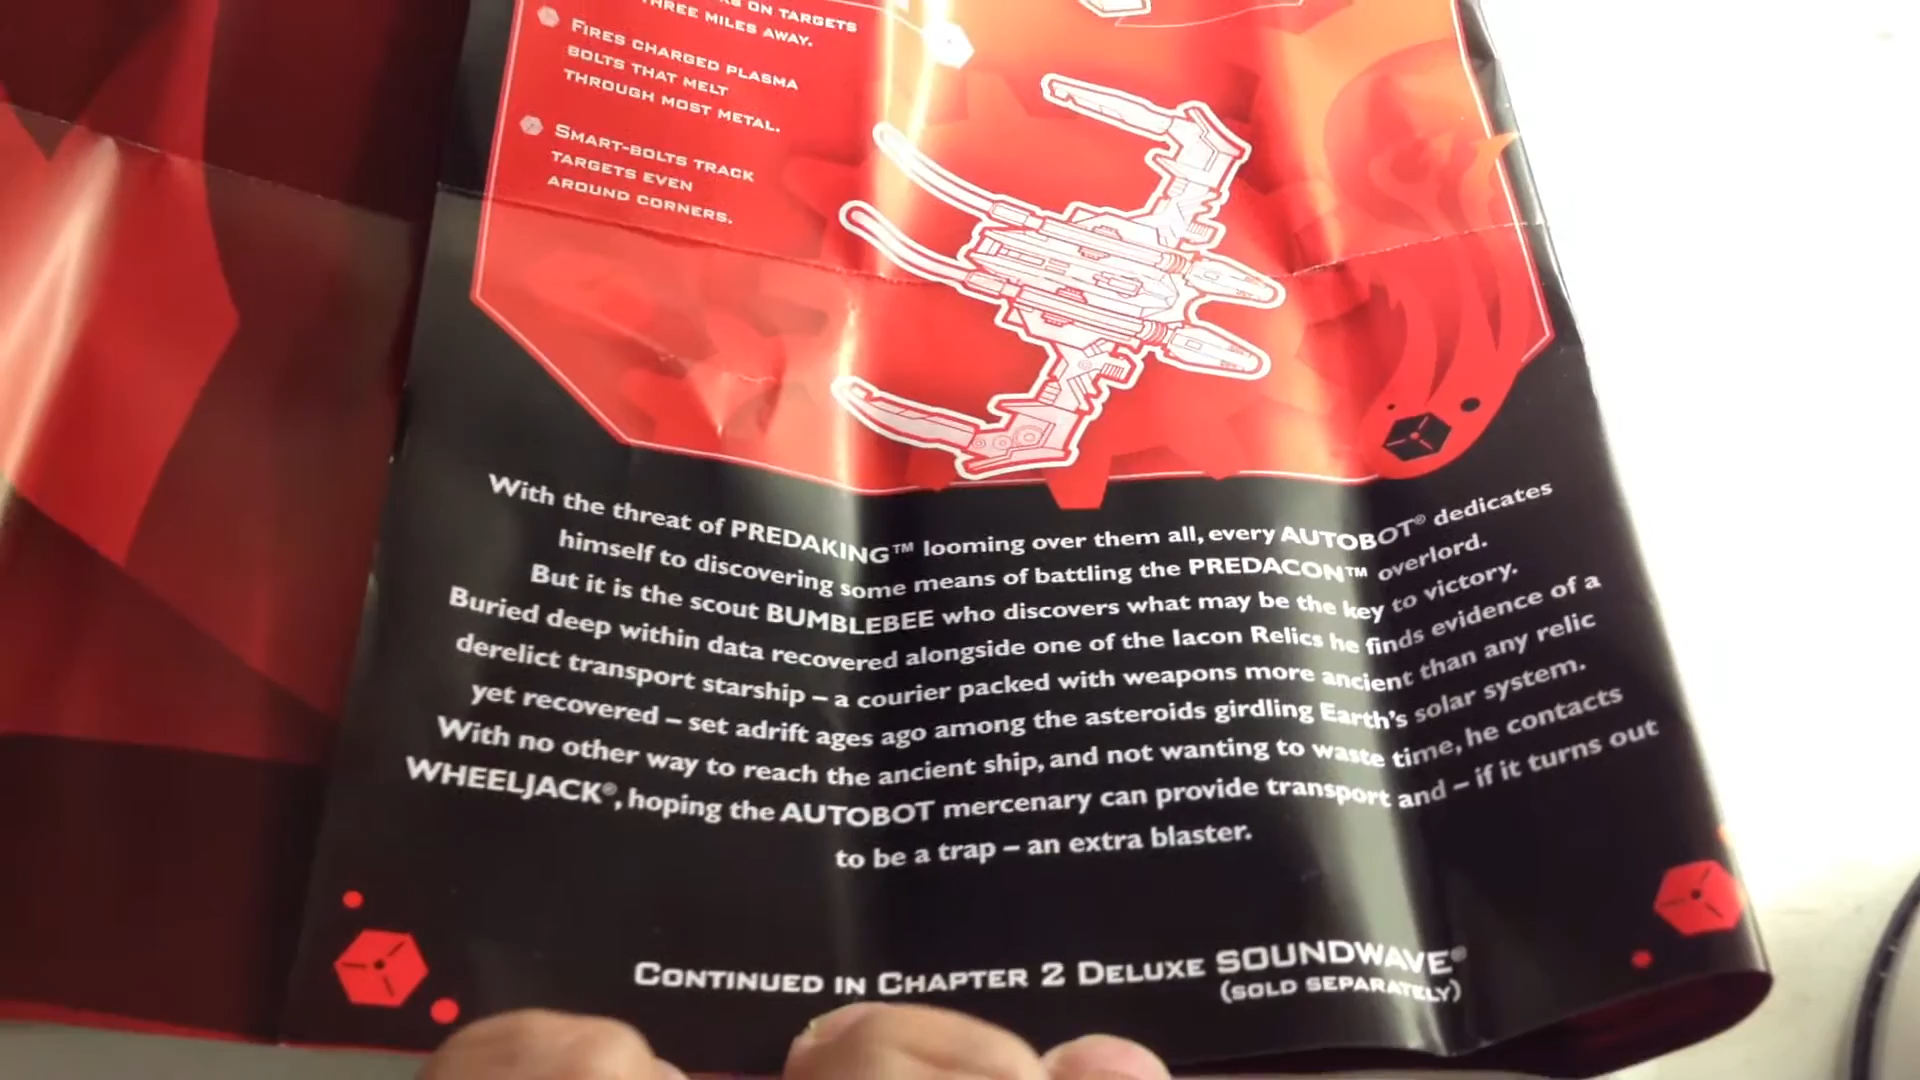 ON TARGETS
THREE MILES AWAY.
FIRES CHARGED PLASMA
BOLTS THAT MELT
THROUGH MOST METAL.
SMART-BOLTS TRACK
TARGETS EVEN
AROUND CORNERS.
With the threat of PREDAKING™ looming over them all, every AUTOBOT® dedicates
himself to discovering some means of battling the PREDACON™ overlord.
But it is the scout BUMBLEBEE who discovers what may be the key to victory.
Buried deep within data recovered alongside one of the Iacon Relics he finds evidence of a
derelict transport starship – a courier packed with weapons more ancient than any relic
yet recovered – set adrift ages ago among the asteroids girdling Earth's solar system.
With no other way to reach the ancient ship, and not wanting to waste time, he contacts
WHEELJACK®, hoping the AUTOBOT mercenary can provide transport and – if it turns out
to be a trap – an extra blaster.
CONTINUED IN CHAPTER 2 DELUXE SOUNDWAVE®
(SOLD SEPARATELY)